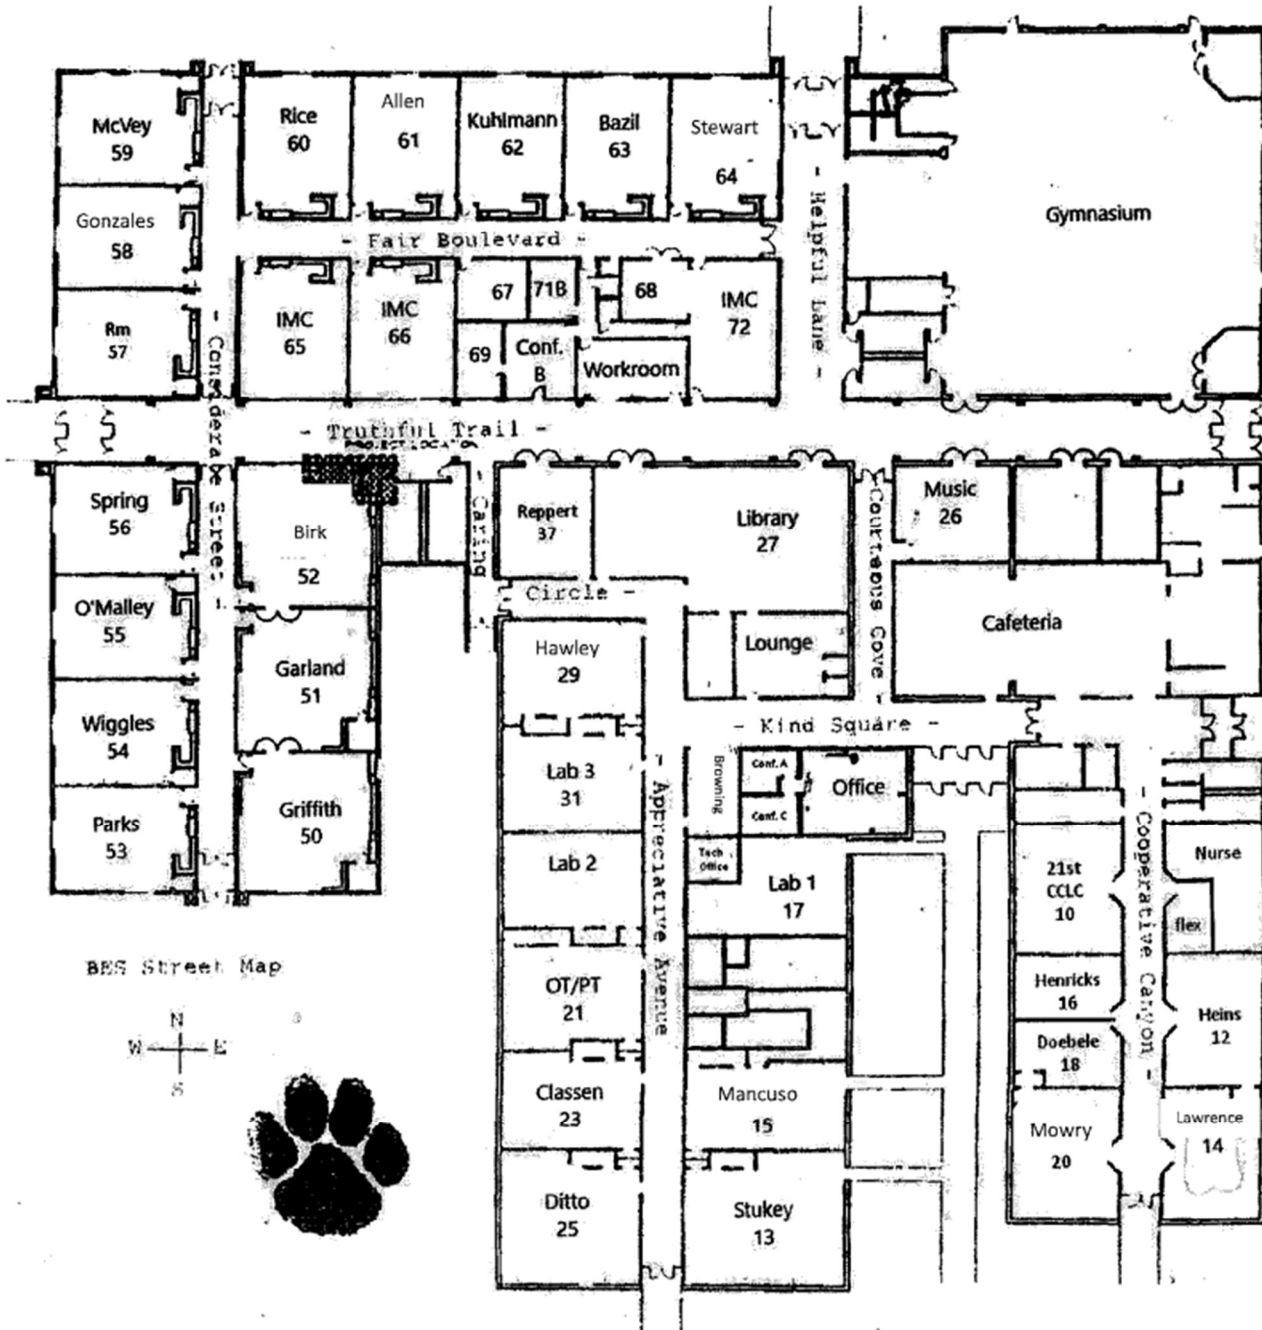 McVey
59
Gonzales
58
Rm
57
Rice
60
Allen
61
Kuhlmann
62
Bazil
63
Stewart
64
- Helpful Lane -
Gymnasium
- Fair Boulevard -
IMC
65
IMC
66
67
71B
68
IMC
72
69
Conf.
B
Workroom
- Considerate Street -
- Truthful Trail -
PROJECT LOCATION
Spring
56
O'Malley
55
Wiggles
54
Parks
53
Birk
52
Garland
51
Griffith
50
- Caring -
Circle -
Reppert
37
Library
27
Lounge
- Courteous Cove -
Music
26
Cafeteria
- Kind Square -
Hawley
29
Lab 3
31
Lab 2
OT/PT
21
Classen
23
Ditto
25
- Appreciative Avenue
Browning
Conf. A
Conf. C
Office
Tech
Office
Lab 1
17
Mancuso
15
Stukey
13
- Cooperative Canyon -
21st
CCLC
10
Henricks
16
Doebele
18
Mowry
20
Nurse
flex
Heins
12
Lawrence
14
BES Street Map
N
W
E
S